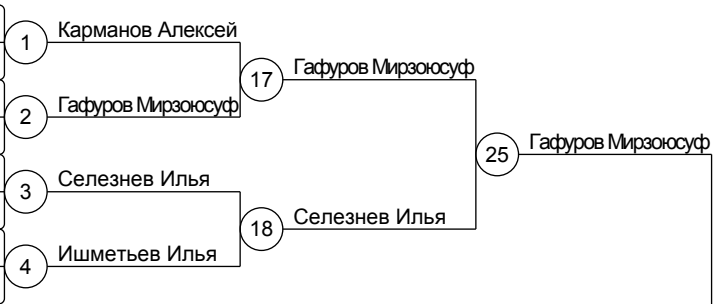 Карманов Алексей
1
Гафуров Мирзоюсуф
17
Гафуров Мирзоюсуф
2
Гафуров Мирзоюсуф
25
Селезнев Илья
3
Селезнев Илья
18
Ишметьев Илья
4